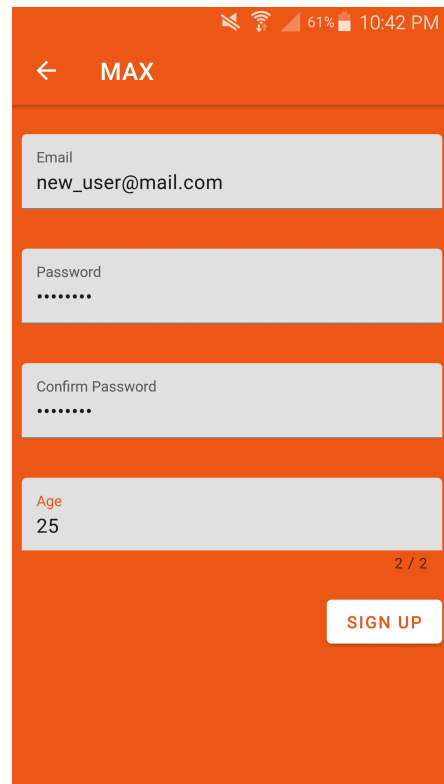 61% 10:42 PM
MAX
Email
new_user@mail.com
Password
••••••••
Confirm Password
••••••••
Age
25
2 / 2
SIGN UP